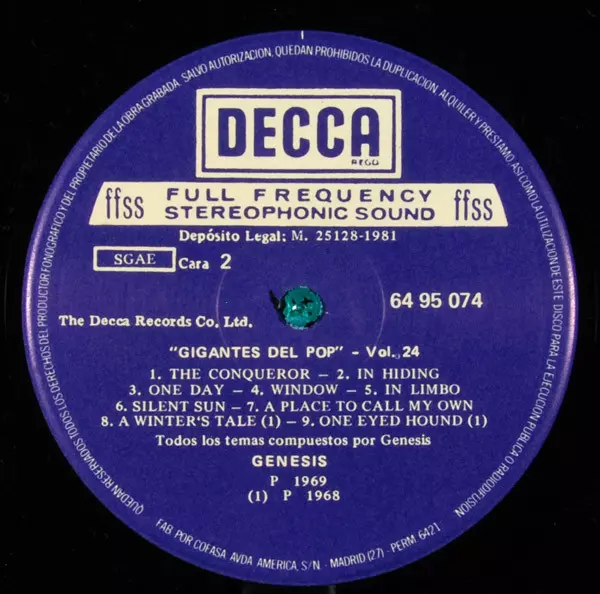 QUEDAN RESERVADOS TODOS LOS DERECHOS DEL PRODUCTOR FONOGRAFICO Y DEL PROPIETARIO DE LA OBRA GRABADA. SALVO AUTORIZACION, QUEDAN PROHIBIDOS LA DUPLICACION, ALQUILER Y PRESTAMO, ASI COMO LA UTILIZACION DE ESTE DISCO PARA LA EJECUCION PUBLICA O RADIODIFUSION
DECCA
REGD
ffss FULL FREQUENCY STEREOPHONIC SOUND ffss
Depósito Legal: M. 25128-1981
SGAE Cara 2
64 95 074
The Decca Records Co. Ltd.
"GIGANTES DEL POP" - Vol. 24
1. THE CONQUEROR – 2. IN HIDING
3. ONE DAY – 4. WINDOW – 5. IN LIMBO
6. SILENT SUN – 7. A PLACE TO CALL MY OWN
8. A WINTER'S TALE (1) – 9. ONE EYED HOUND (1)
Todos los temas compuestos por Genesis
GENESIS
P 1969
(1) P 1968
FAB. POR COFASA. AVDA. AMERICA, S/N - MADRID (27) - PERM. 6421